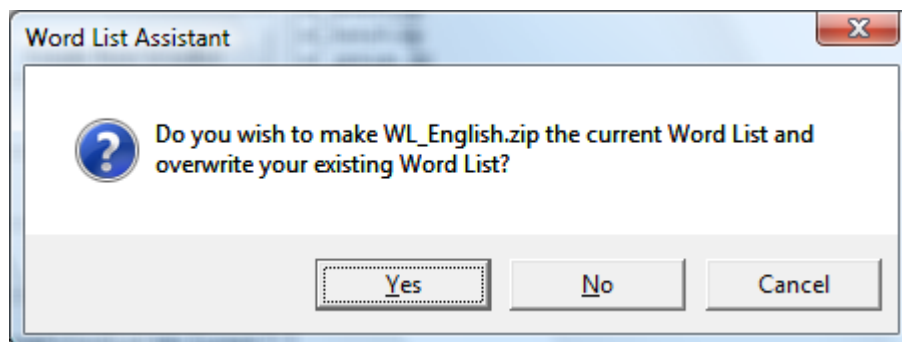 Word List Assistant
Do you wish to make WL_English.zip the current Word List and
overwrite your existing Word List?
Yes No Cancel